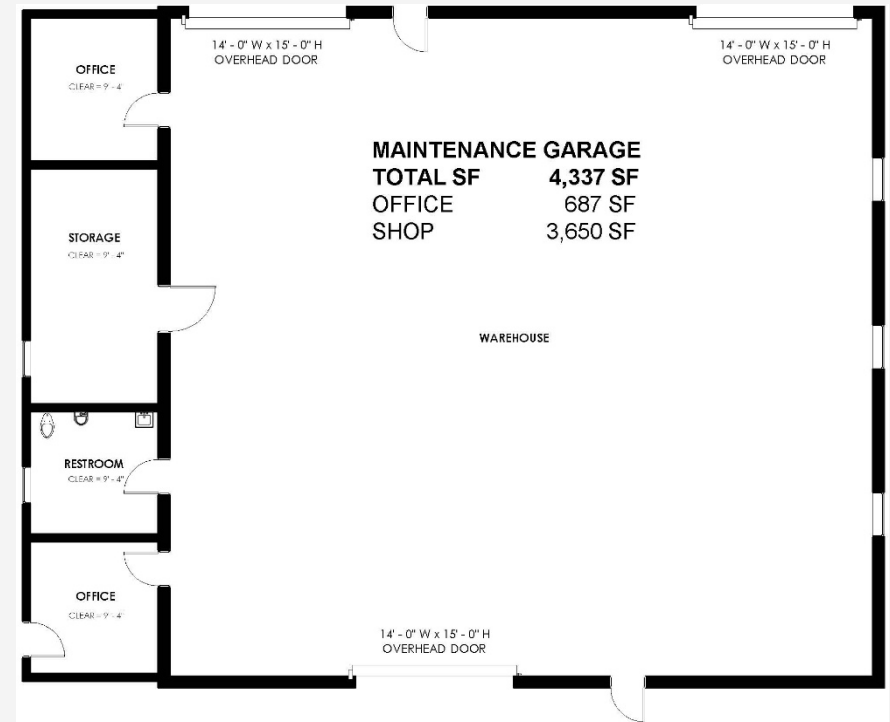 14' - 0" W x 15' - 0" H
OVERHEAD DOOR
14' - 0" W x 15' - 0" H
OVERHEAD DOOR
OFFICE
CLEAR = 9' - 4'
MAINTENANCE GARAGE
TOTAL SF 4,337 SF
OFFICE 687 SF
SHOP 3,650 SF
STORAGE
CLEAR = 9' - 4"
WAREHOUSE
RESTROOM
CLEAR = 9' - 4"
OFFICE
CLEAR = 9' - 4'
14' - 0" W x 15' - 0" H
OVERHEAD DOOR